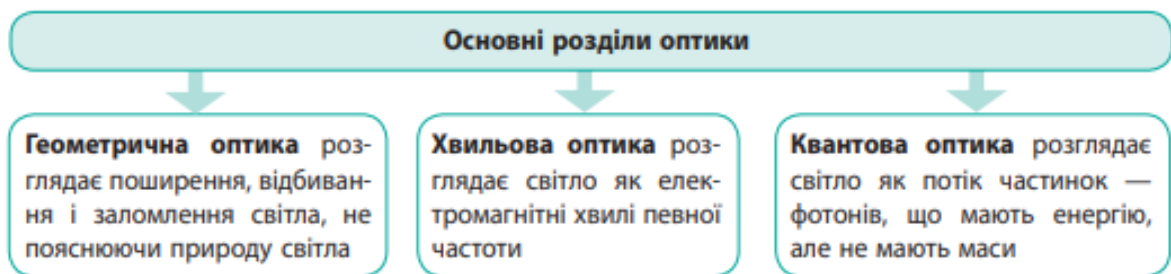 Основні розділи оптики
Геометрична оптика роз-
глядає поширення, відбиван-
ня і заломлення світла, не
пояснюючи природу світла
Хвильова оптика роз-
глядає світло як елек-
тромагнітні хвилі певної
частоти
Квантова оптика розглядає
світло як потік частинок —
фотонів, що мають енергію,
але не мають маси